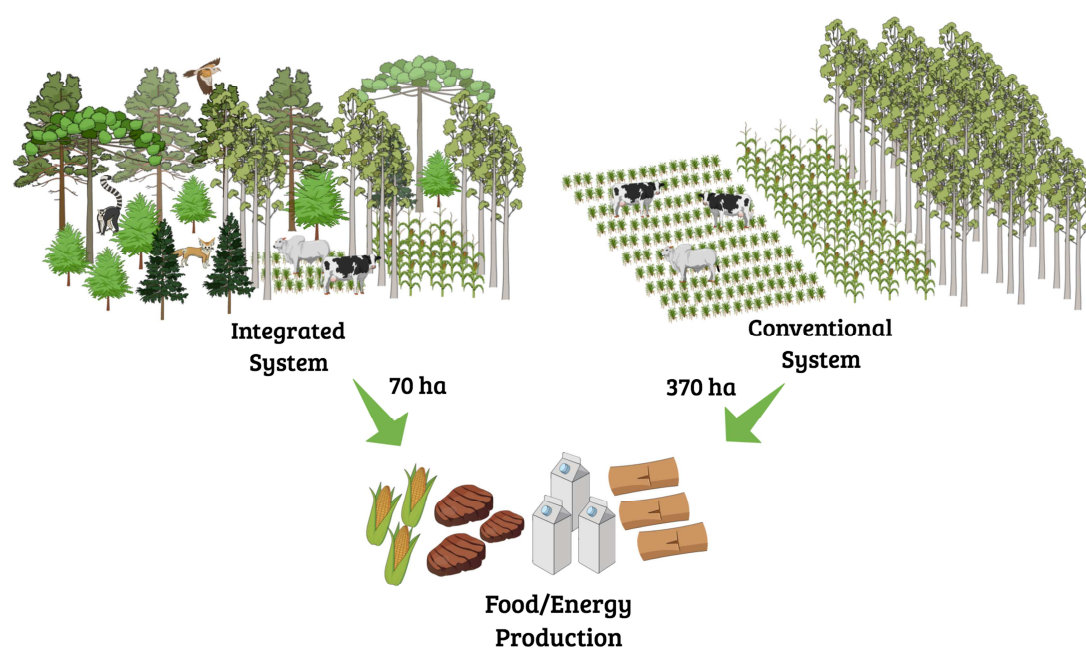 Integrated
System
Conventional
System
70 ha
370 ha
Food/Energy
Production